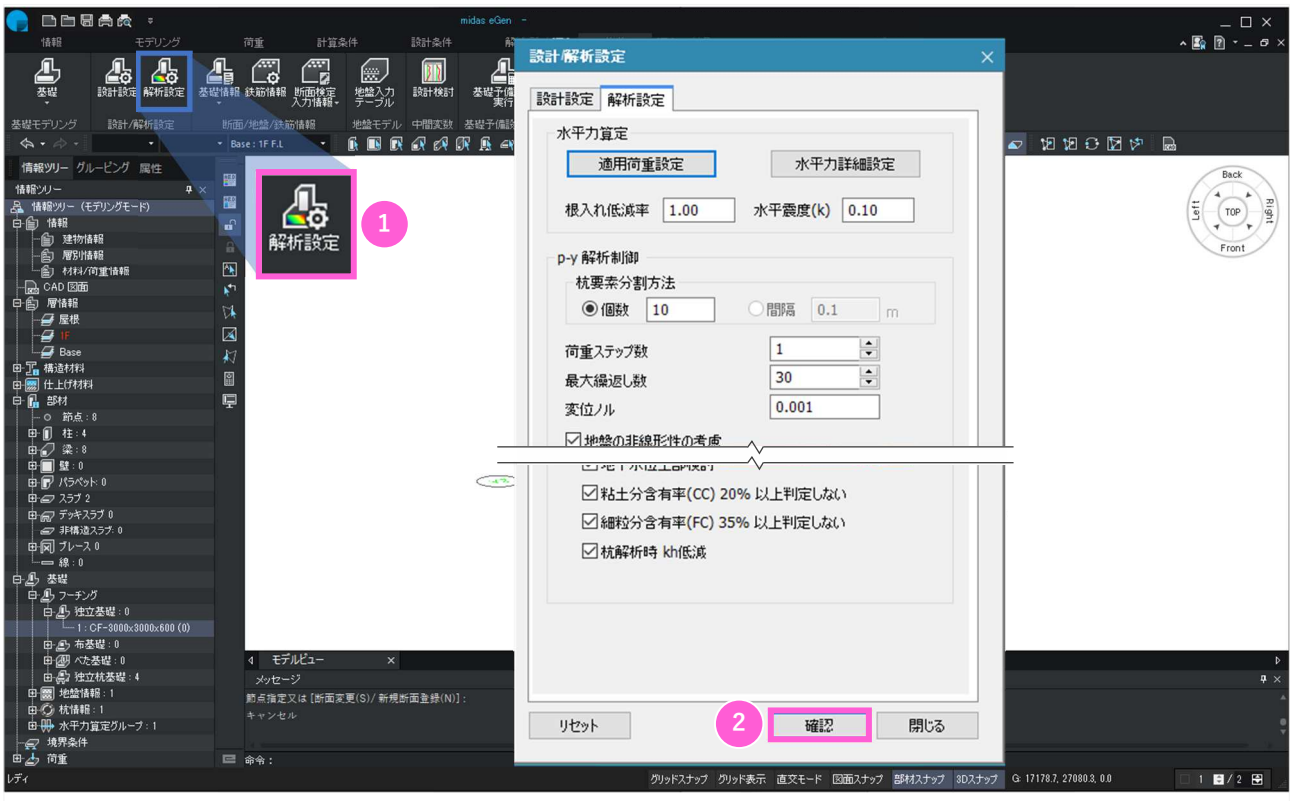 midas eGen
情報 モデリング 荷重 計算条件 設計条件
基礎 設計設定 解析設定 基礎情報 鉄筋情報 断面検定 入力情報 地盤入力 テーブル 設計検討 基礎予備 実行
基礎モデリング 設計/解析設定 断面/地盤/鉄筋情報 地盤モデル 中間変数 基礎予備設
Base : 1F F.L
情報ツリー グルーピング 属性
情報ツリー
情報ツリー (モデリングモード)
情報
建物情報
層別情報
材料/荷重情報
CAD 図面
層情報
屋根
1F
Base
構造材料
仕上げ材料
部材
節点 : 8
柱 : 4
梁 : 8
壁 : 0
パラペット: 0
スラブ 2
デッキスラブ 0
非構造スラブ: 0
ブレース 0
線 : 0
基礎
フーチング
独立基礎 : 0
1 : CF-3000x3000x600 (0)
布基礎 : 0
べた基礎 : 0
独立杭基礎 : 4
地盤情報 : 1
杭情報 : 1
水平力算定グループ : 1
境界条件
荷重
レディ
解析設定
1
設計/解析設定
設計設定 解析設定
水平力算定
適用荷重設定 水平力詳細設定
根入れ低減率 1.00 水平震度(k) 0.10
p-y 解析制御
杭要素分割方法
個数 10 間隔 0.1 m
荷重ステップ数 1
最大繰返し数 30
変位ノル 0.001
地盤の非線形性の考慮
地下水位上部検討
粘土分含有率(CC) 20% 以上判定しない
細粒分含有率(FC) 35% 以上判定しない
杭解析時 kh低減
リセット 2 確認 閉じる
Back
Left TOP Right
Front
モデルビュー
メッセージ
節点指定又は [断面変更(S)/ 新規断面登録(N)] :
キャンセル
命令 :
グリッドスナップ グリッド表示 直交モード 図面スナップ 部材スナップ 3Dスナップ G: 17178.7, 27080.3, 0.0 1 / 2